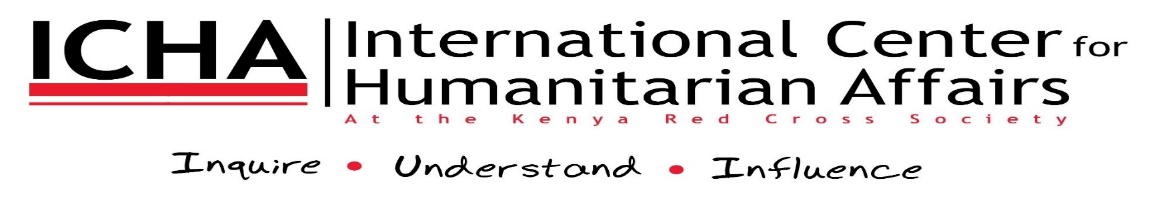 ICHA
International Center for
Humanitarian Affairs
At the Kenya Red Cross Society
Inquire • Understand • Influence